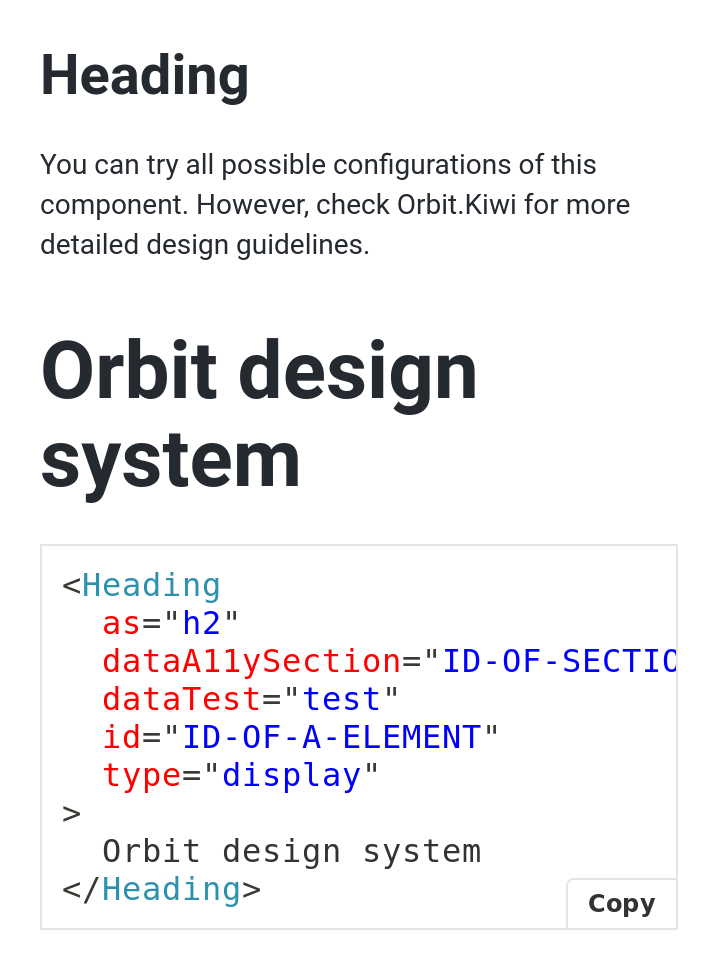 Heading
You can try all possible configurations of this
component. However, check Orbit.Kiwi for more
detailed design guidelines.
Orbit design
system
<Heading
  as="h2"
  dataA11ySection="ID-OF-SECTIO
  dataTest="test"
  id="ID-OF-A-ELEMENT"
  type="display"
>
  Orbit design system
</Heading>
Copy